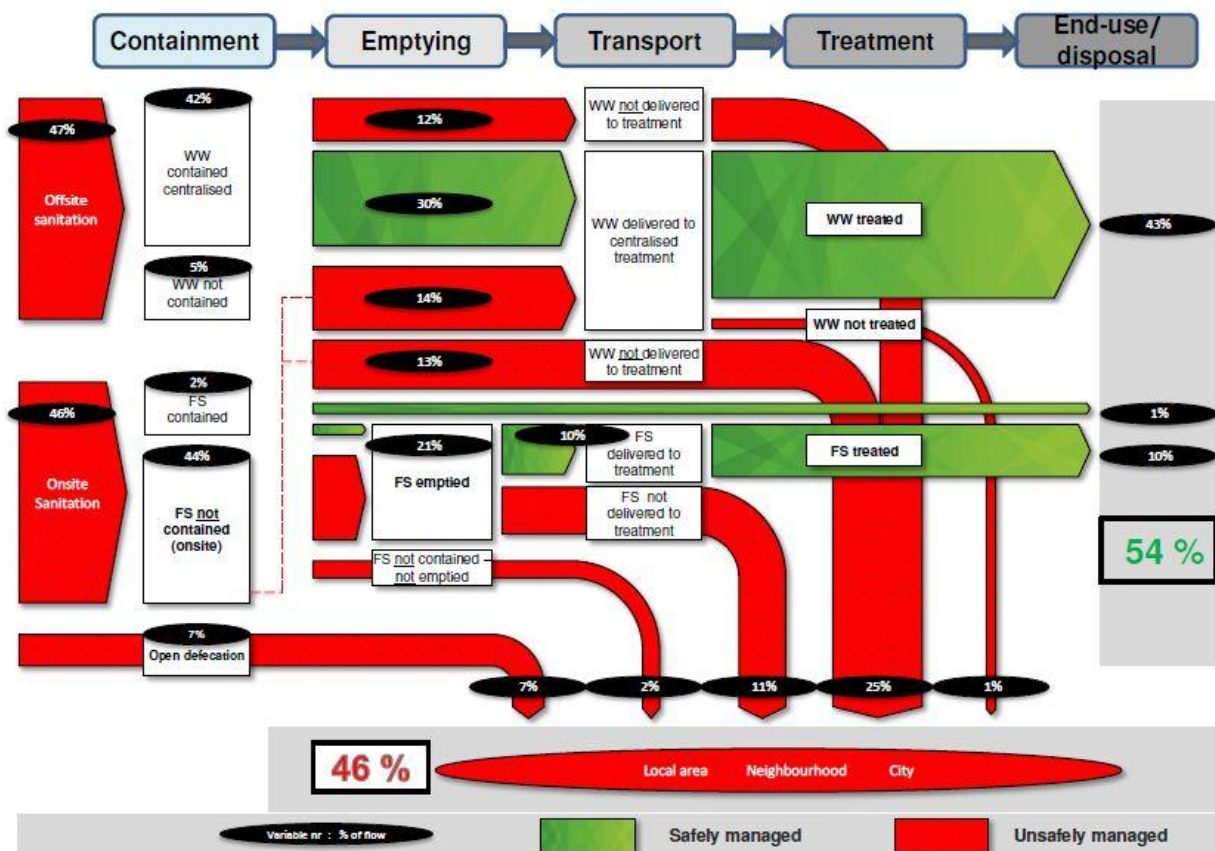 Containment
Emptying
Transport
Treatment
End-use/
disposal
47%
Offsite
sanitation
42%
WW
contained
centralised
5%
WW not
contained
12%
WW not delivered
to treatment
30%
WW delivered to
centralised
treatment
WW treated
43%
14%
WW not treated
13%
WW not delivered
to treatment
46%
Onsite
Sanitation
2%
FS
contained
44%
FS not
contained
(onsite)
1%
21%
FS emptied
10%
FS
delivered to
treatment
FS treated
10%
FS not
delivered to
treatment
FS not contained –
not emptied
54 %
7%
Open defecation
7%
2%
11%
25%
1%
46 %
Local area Neighbourhood City
Variable nr : % of flow
Safely managed
Unsafely managed